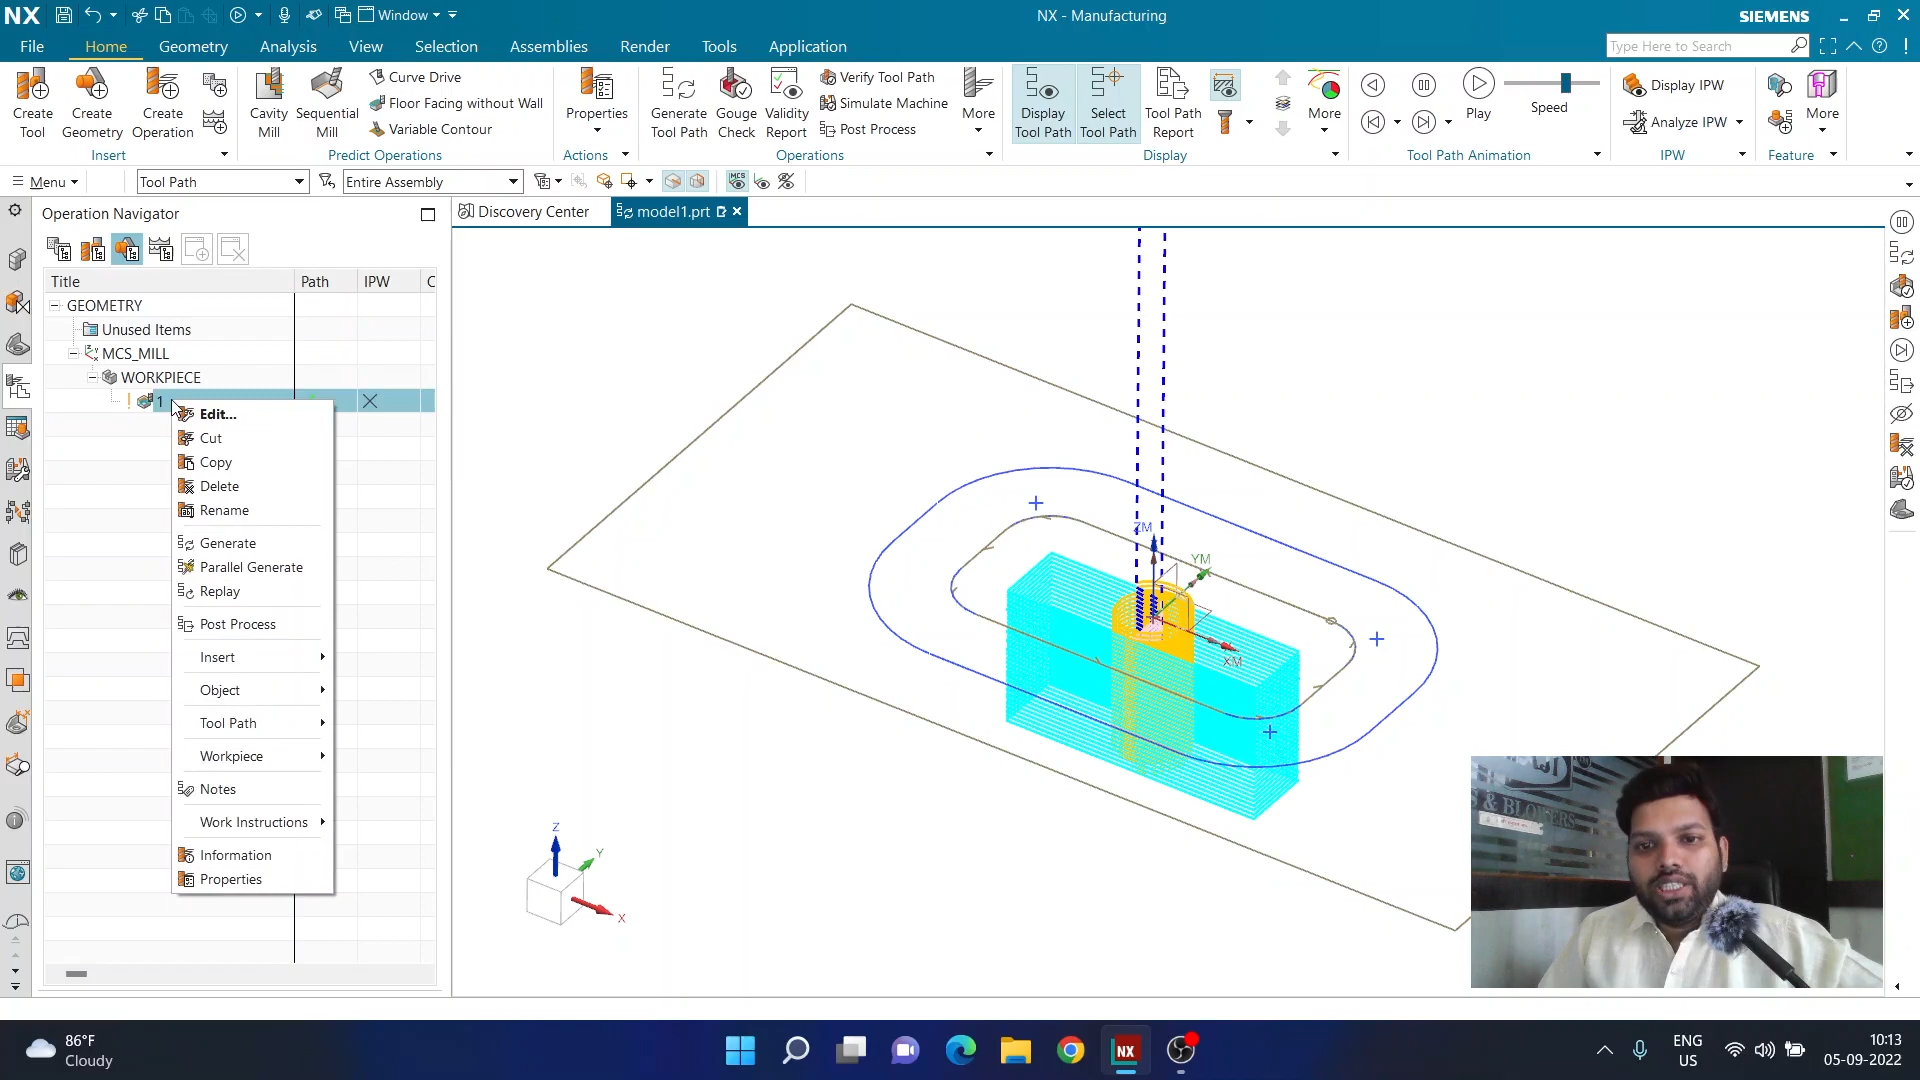 NX
Window
NX - Manufacturing
SIEMENS
File
Home
Geometry
Analysis
View
Selection
Assemblies
Render
Tools
Application
Type Here to Search
Create
Tool
Create
Geometry
Create
Operation
Insert
Cavity
Mill
Sequential
Mill
Curve Drive
Floor Facing without Wall
Variable Contour
Predict Operations
Properties
Actions
Generate
Tool Path
Gouge
Check
Validity
Report
Verify Tool Path
Simulate Machine
Post Process
More
Operations
Display
Tool Path
Select
Tool Path
Tool Path
Report
More
Display
Play
Speed
Tool Path Animation
Display IPW
Analyze IPW
IPW
More
Feature
Menu
Tool Path
Entire Assembly
MCS
Operation Navigator
Discovery Center
model1.prt
Title
Path
IPW
C
GEOMETRY
Unused Items
MCS_MILL
WORKPIECE
1
Edit...
Cut
Copy
Delete
Rename
Generate
Parallel Generate
Replay
Post Process
Insert
Object
Tool Path
Workpiece
Notes
Work Instructions
Information
Properties
ZM
YM
XM
Z
Y
X
& BLOWERS
86°F
Cloudy
NX
ENG
US
10:13
05-09-2022